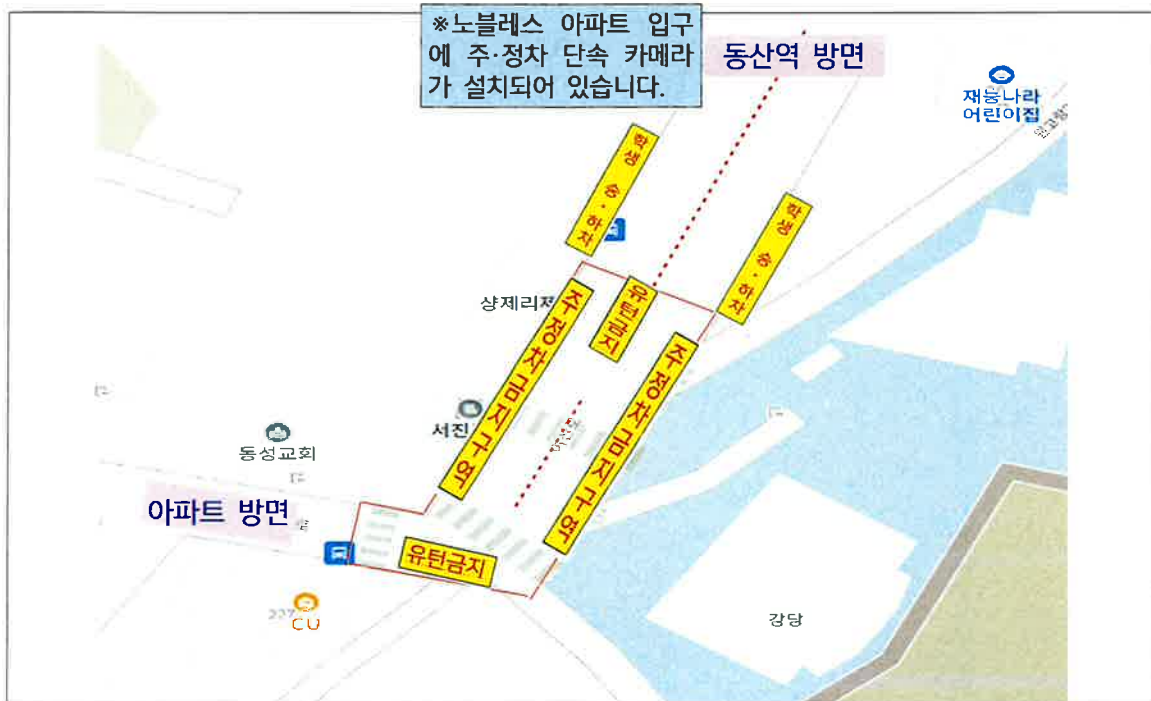 ※노블레스 아파트 입구
에 주·정차 단속 카메라
가 설치되어 있습니다.
동산역 방면
재능나라
어린이집
학생 승·하차
학생 승·하차
유턴금지
샹제리제
주정차금지구역
주정차금지구역
서진
동성교회
아파트 방면
유턴금지
CU
강당